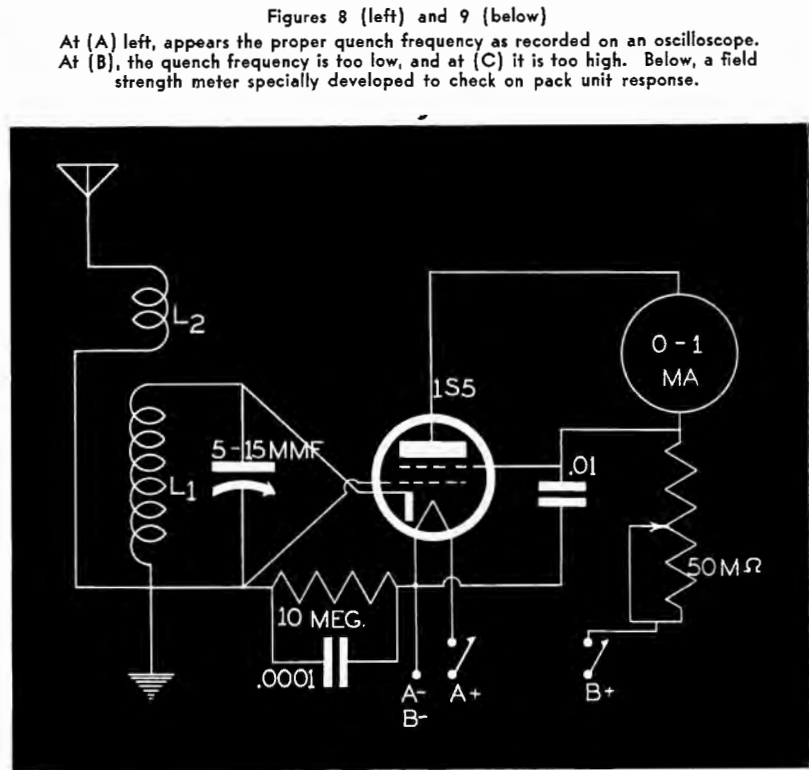 Figures 8 (left) and 9 (below)
At (A) left, appears the proper quench frequency as recorded on an oscilloscope.
At (B), the quench frequency is too low, and at (C) it is too high. Below, a field
strength meter specially developed to check on pack unit response.
L2
1S5
0-1
MA
5-15MMF
.01
L1
50MΩ
10 MEG.
.0001
A-
A+
B+
B-